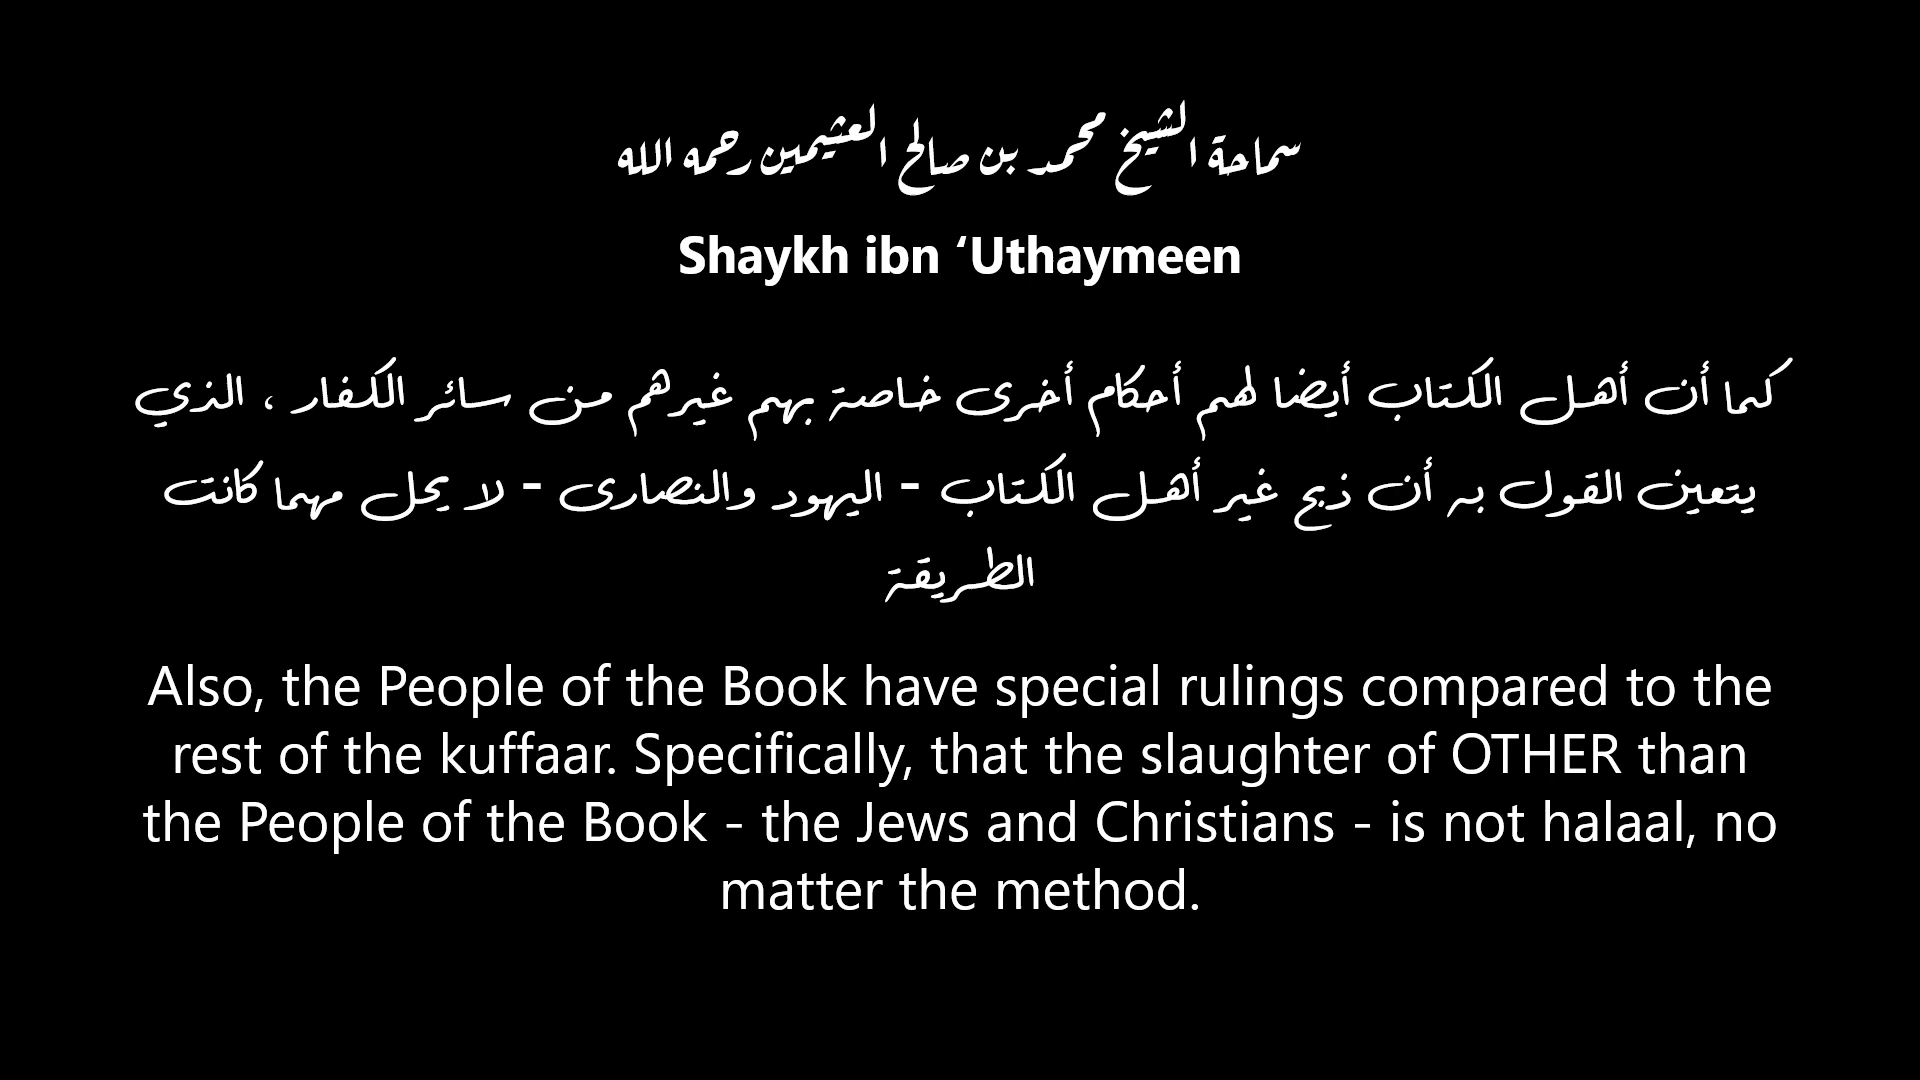 سماحة الشيخ محمد بن صالح العثيمين رحمه الله
Shaykh ibn ‘Uthaymeen
كما أن أهل الكتاب أيضا لهم أحكام أخرى خاصة بهم غيرهم من سائر الكفار ، الذي
يتعين القول به أن ذبح غير أهل الكتاب - اليهود والنصارى - لا يحل مهما كانت
الطريقة
Also, the People of the Book have special rulings compared to the
rest of the kuffaar. Specifically, that the slaughter of OTHER than
the People of the Book - the Jews and Christians - is not halaal, no
matter the method.